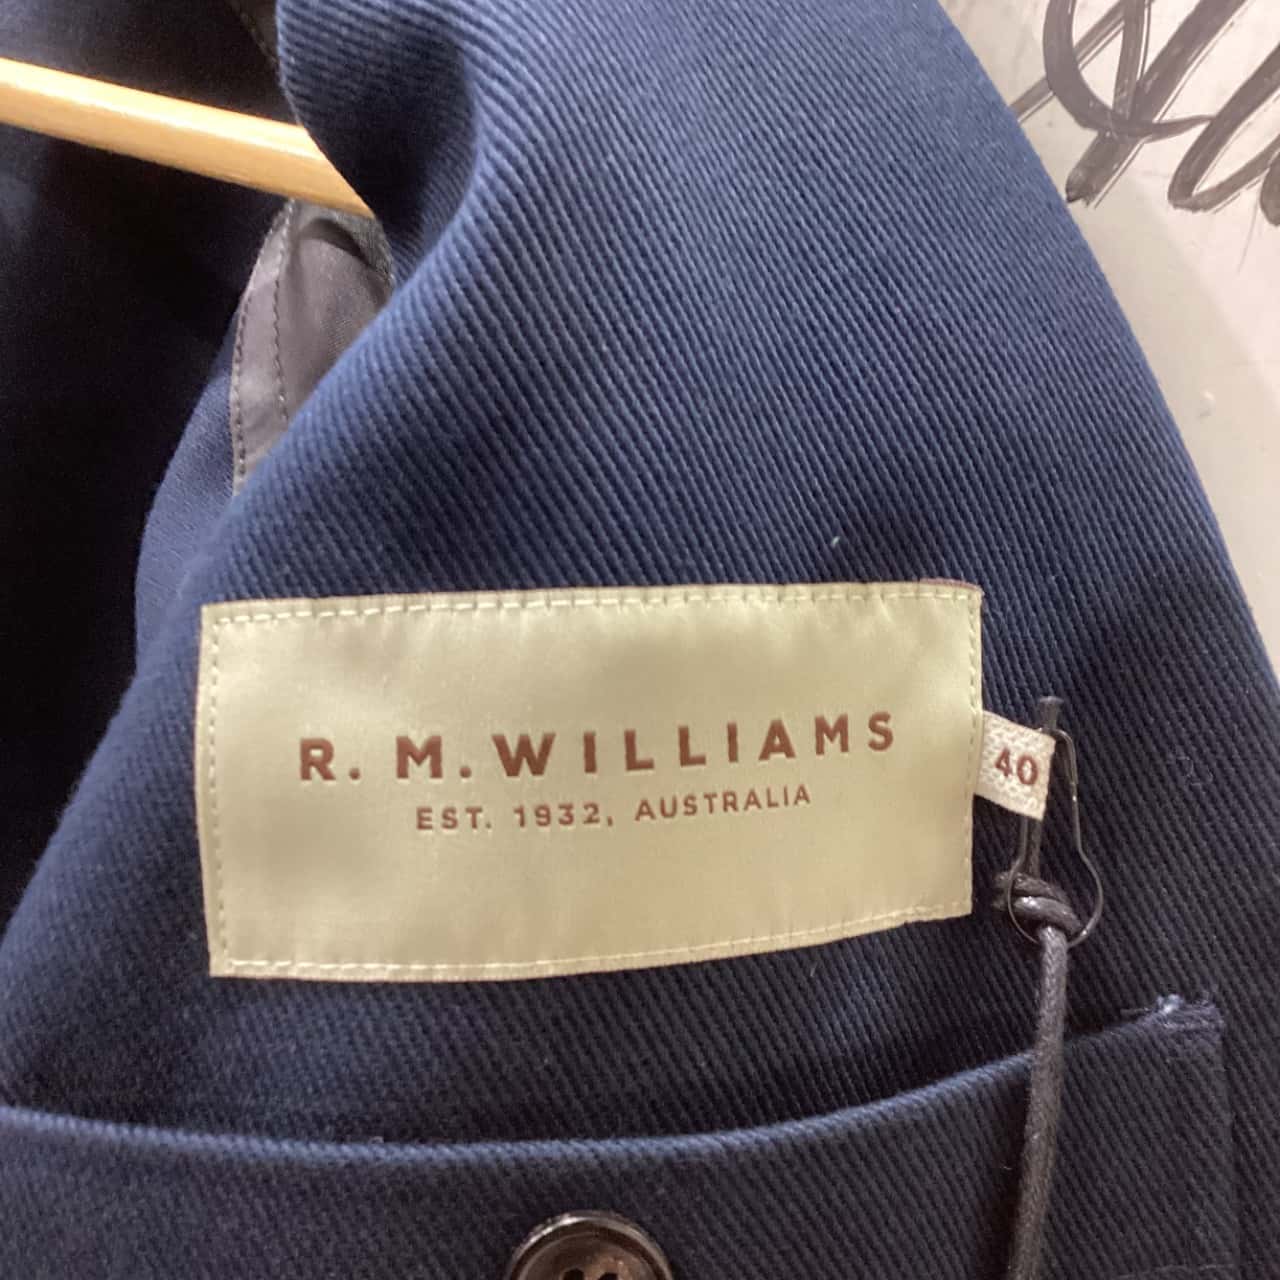 R. M. WILLIAMS
EST. 1932, AUSTRALIA
40